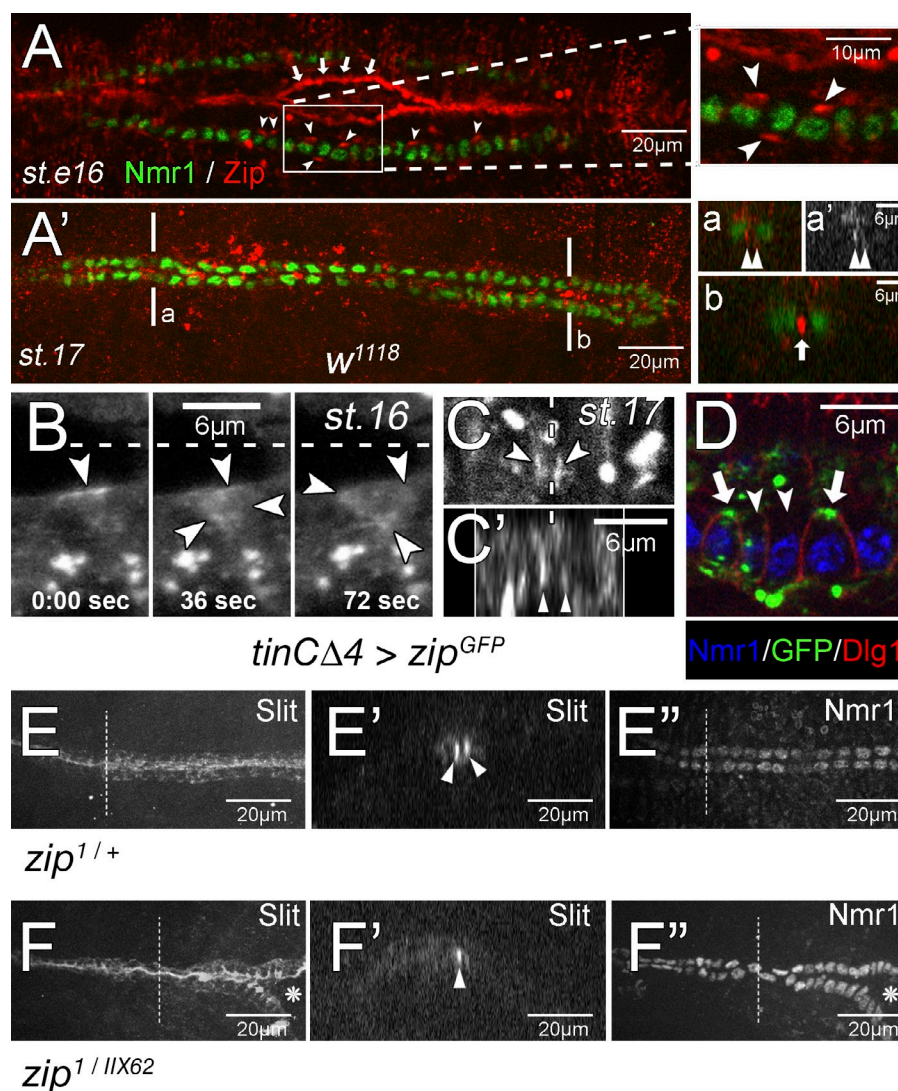 A
st.e16 Nmr1 / Zip
20µm
10µm
A'
a
b
st.17
w1118
20µm
a
6µm
a'
6µm
b
6µm
B
6µm
st.16
0:00 sec
36 sec
72 sec
C
st.17
C'
6µm
D
6µm
Nmr1/GFP/Dlg1
tinCΔ4 > zipGFP
E
Slit
20µm
E'
Slit
20µm
E"
Nmr1
20µm
zip1/+
F
Slit
*
20µm
F'
Slit
20µm
F"
Nmr1
*
20µm
zip1/IIX62